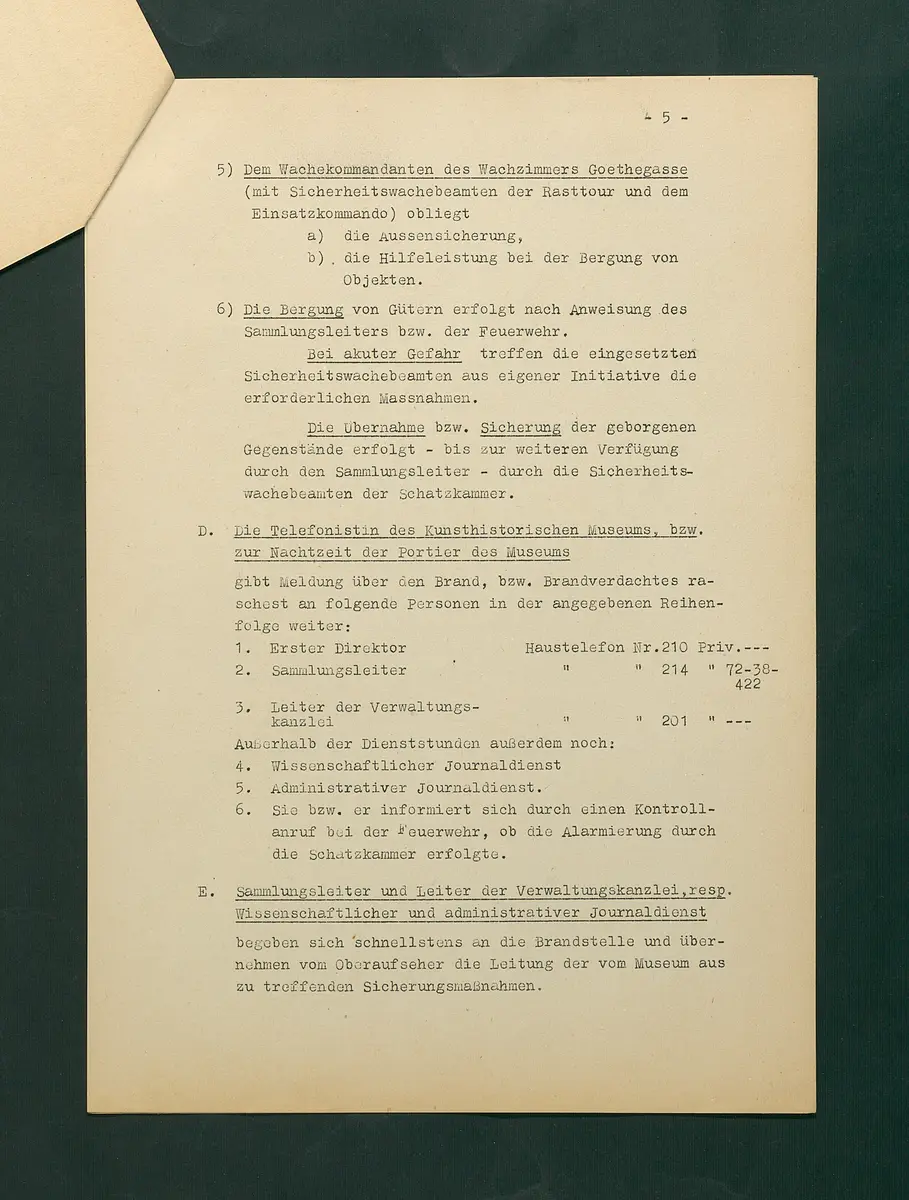 - 5 -
5) Dem Wachekommandanten des Wachzimmers Goethegasse
(mit Sicherheitswachebeamten der Rasttour und dem
Einsatzkommando) obliegt
a) die Aussensicherung,
b) die Hilfeleistung bei der Bergung von
Objekten.
6) Die Bergung von Gütern erfolgt nach Anweisung des
Sammlungsleiters bzw. der Feuerwehr.
Bei akuter Gefahr treffen die eingesetzten
Sicherheitswachebeamten aus eigener Initiative die
erforderlichen Massnahmen.
Die Übernahme bzw. Sicherung der geborgenen
Gegenstände erfolgt - bis zur weiteren Verfügung
durch den Sammlungsleiter - durch die Sicherheits-
wachebeamten der Schatzkammer.
D. Die Telefonistin des Kunsthistorischen Museums, bzw.
zur Nachtzeit der Portier des Museums
gibt Meldung über den Brand, bzw. Brandverdachtes ra-
schest an folgende Personen in der angegebenen Reihen-
folge weiter:
1. Erster Direktor Haustelefon Nr.210 Priv.---
2. Sammlungsleiter " " 214 " 72-38-
422
3. Leiter der Verwaltungs-
kanzlei " " 201 " ---
Außerhalb der Dienststunden außerdem noch:
4. Wissenschaftlicher Journaldienst
5. Administrativer Journaldienst.
6. Sie bzw. er informiert sich durch einen Kontroll-
anruf bei der Feuerwehr, ob die Alarmierung durch
die Schatzkammer erfolgte.
E. Sammlungsleiter und Leiter der Verwaltungskanzlei,resp.
Wissenschaftlicher und administrativer Journaldienst
begeben sich schnellstens an die Brandstelle und über-
nehmen vom Oberaufseher die Leitung der vom Museum aus
zu treffenden Sicherungsmaßnahmen.